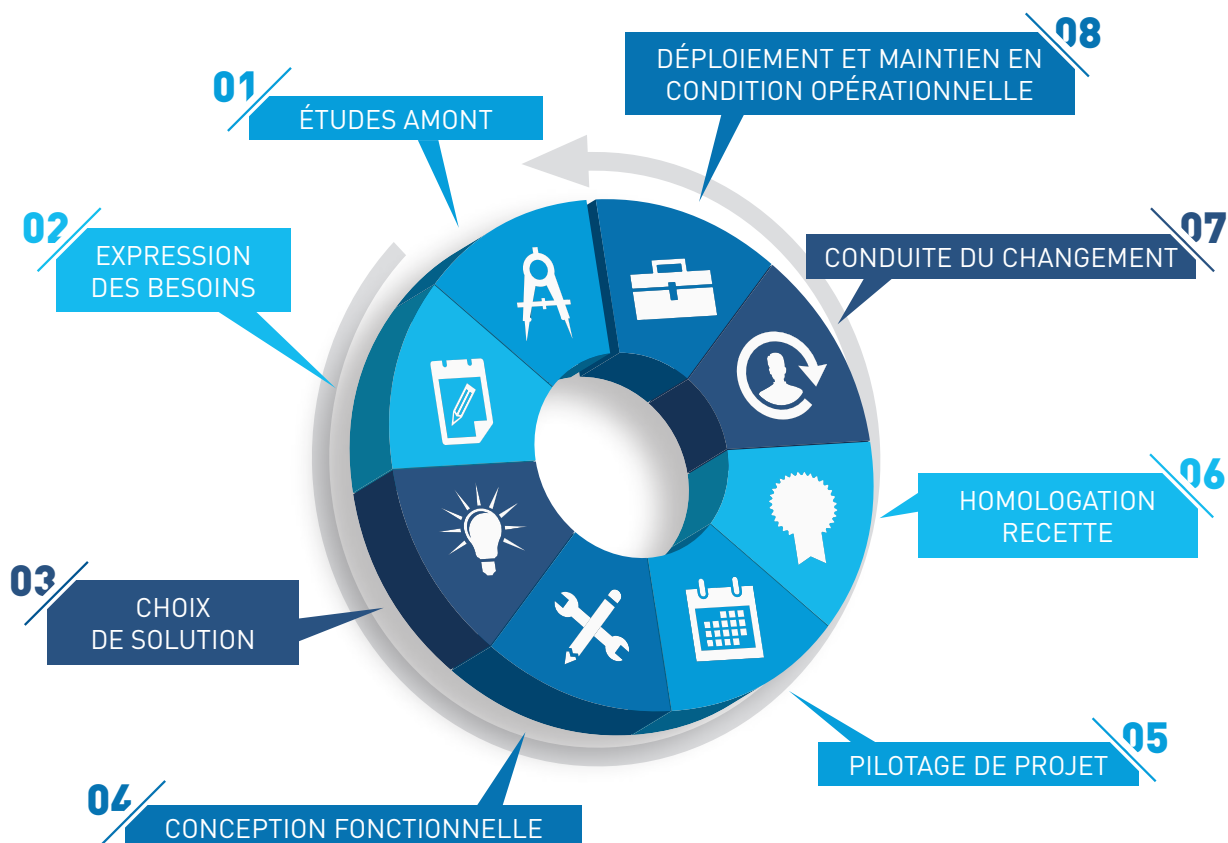 01
ÉTUDES AMONT
02
EXPRESSION
DES BESOINS
03
CHOIX
DE SOLUTION
04
CONCEPTION FONCTIONNELLE
05
PILOTAGE DE PROJET
06
HOMOLOGATION
RECETTE
07
CONDUITE DU CHANGEMENT
08
DÉPLOIEMENT ET MAINTIEN EN
CONDITION OPÉRATIONNELLE